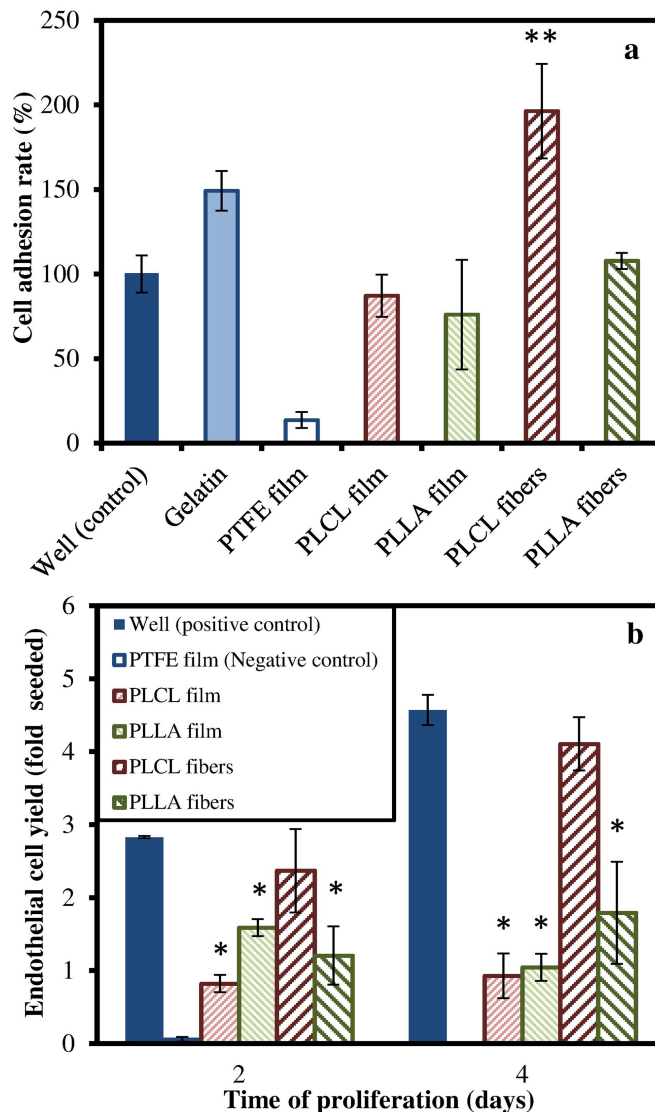 250
**
a
200
150
100
50
0
Cell adhesion rate (%)
Well (control)
Gelatin
PTFE film
PLCL film
PLLA film
PLCL fibers
PLLA fibers
6
b
5
4
3
2
1
0
Endothelial cell yield (fold seeded)
Well (positive control)
PTFE film (Negative control)
PLCL film
PLLA film
PLCL fibers
PLLA fibers
* * *
* * *
2 4
Time of proliferation (days)